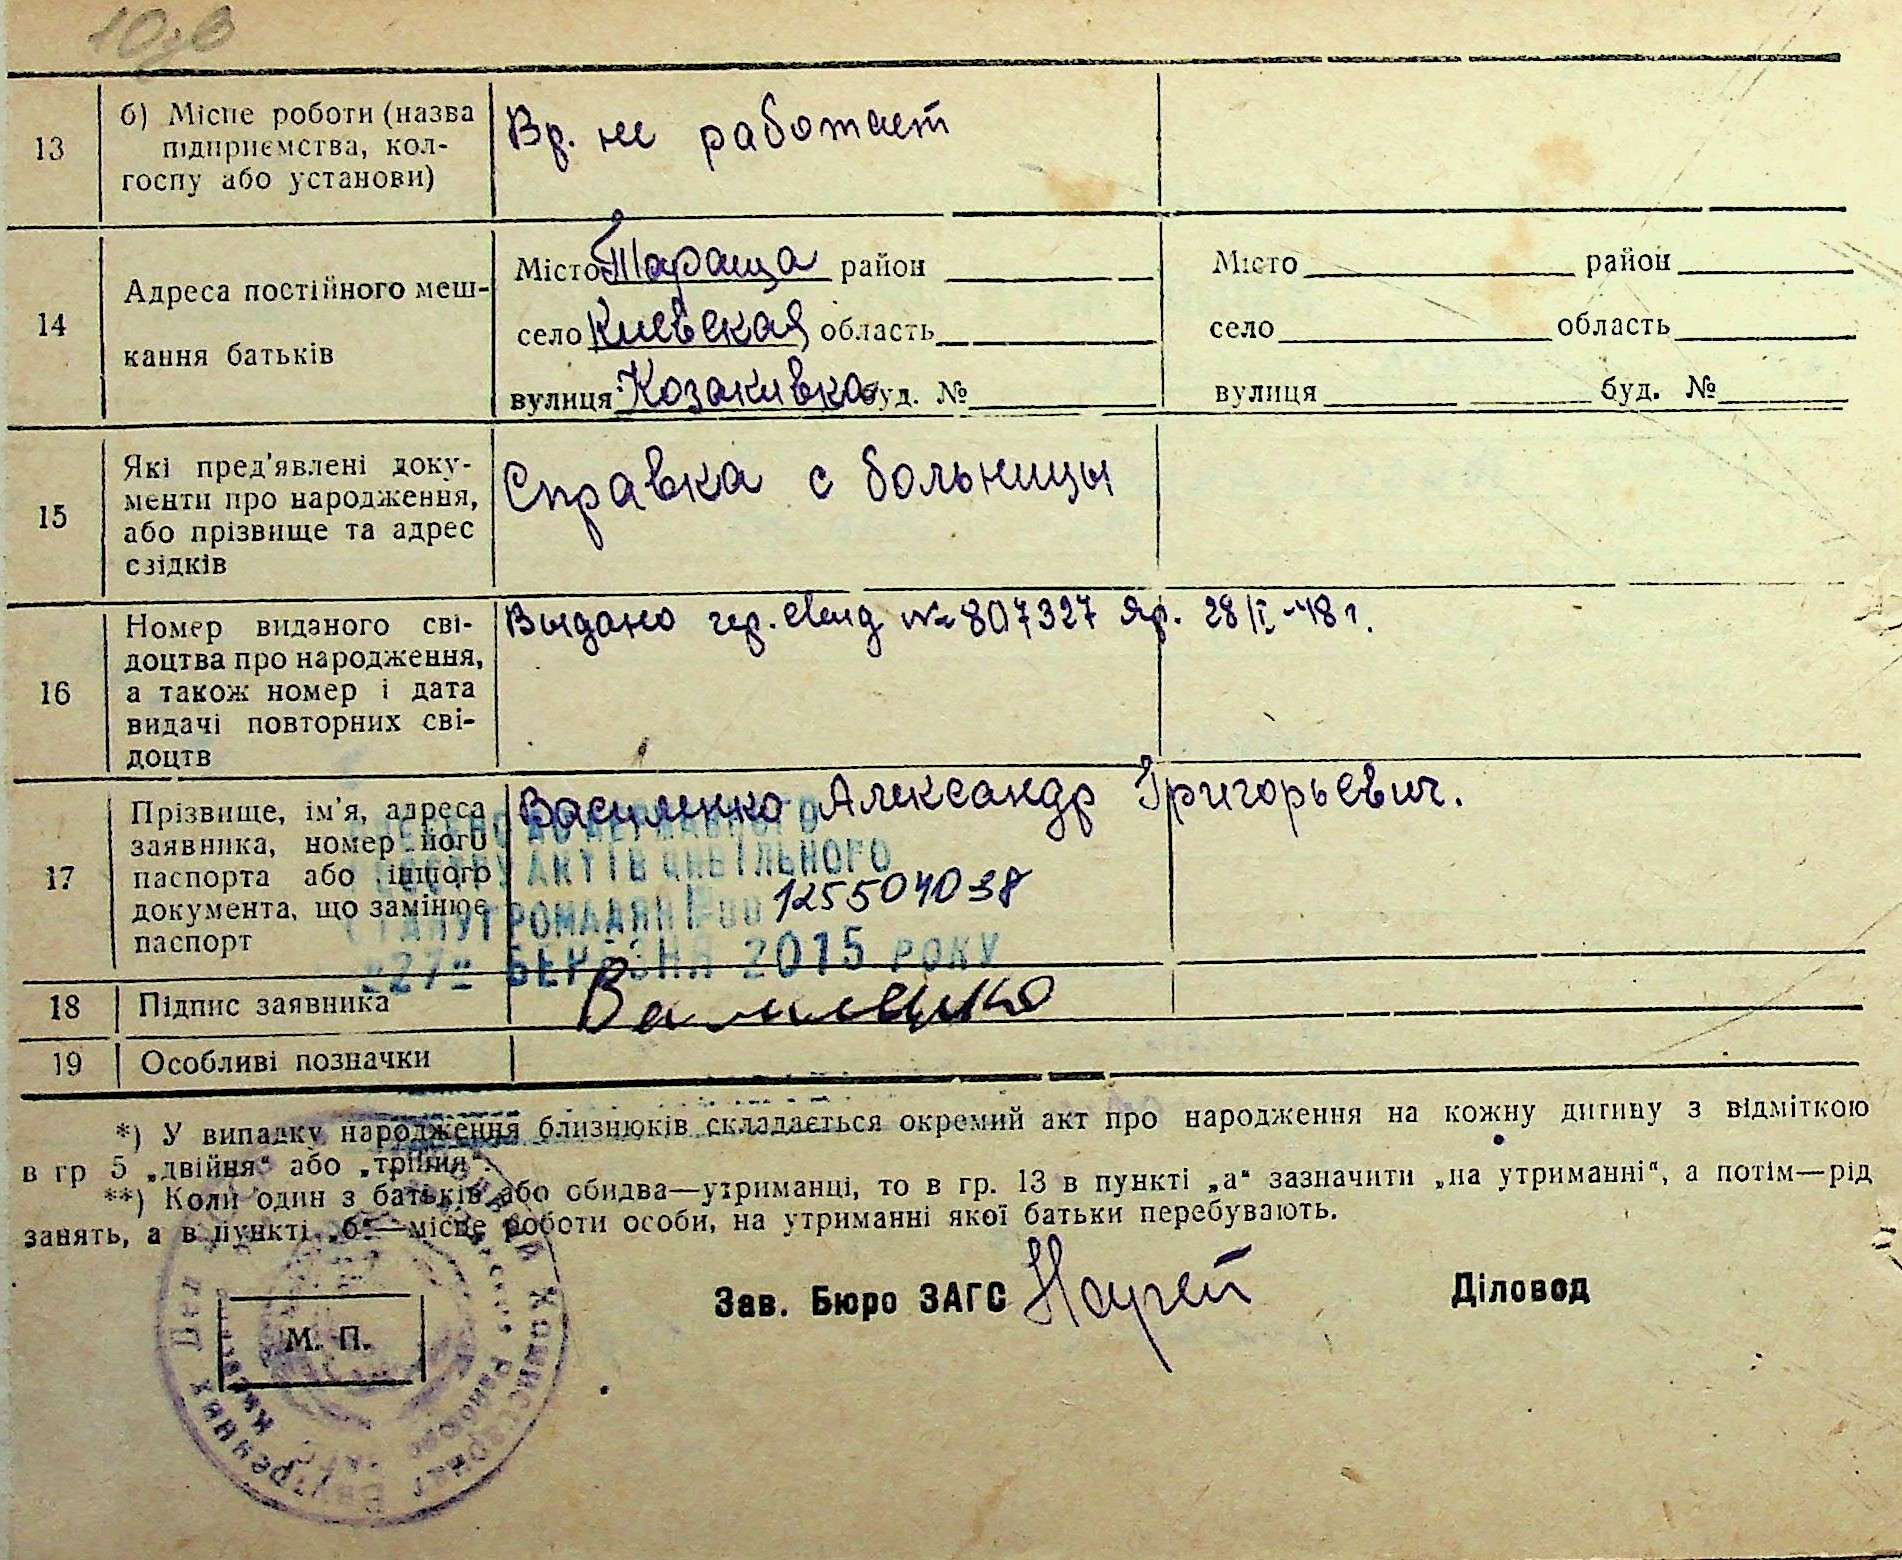 13
б) Місце роботи (назва
підприємства, кол-
госпу або установи)
Вр. не работает
14
Адреса постійного меш-
кання батьків
Місто Тараща район
село Киевская область
вулиця Козакивка буд. №
Місто район
село область
вулиця буд. №
15
Які пред'явлені доку-
менти про народження,
або прізвище та адрес
свідків
Справка с больницы
16
Номер виданого сві-
доцтва про народження,
а також номер і дата
видачі повторних сві-
доцтв
Выдано № 807327 28/II-48 г.
17
Прізвище, ім'я, адреса
заявника, номер його
паспорта або іншого
документа, що замінює
паспорт
Василенко Александр Григорьевич.
ДЕРЖАВНОГО
РЕЄСТРУ АКТІВ ЦИВІЛЬНОГО
СТАНУ ГРОМАДЯН 125504038
"27" БЕРЕЗНЯ 2015 РОКУ
18
Підпис заявника
Василенко
19
Особливі позначки
*) У випадку народження близнюків складається окремий акт про народження на кожну дитину з відміткою
в гр 5 „двійня“ або „трійня“.
**) Коли один з батьків або обидва—утриманці, то в гр. 13 в пункті „а“ зазначити „на утриманні“, а потім—рід
занять, а в пункті „б“—місце роботи особи, на утриманні якої батьки перебувають.
Зав. Бюро ЗАГС
Діловод
М. П.